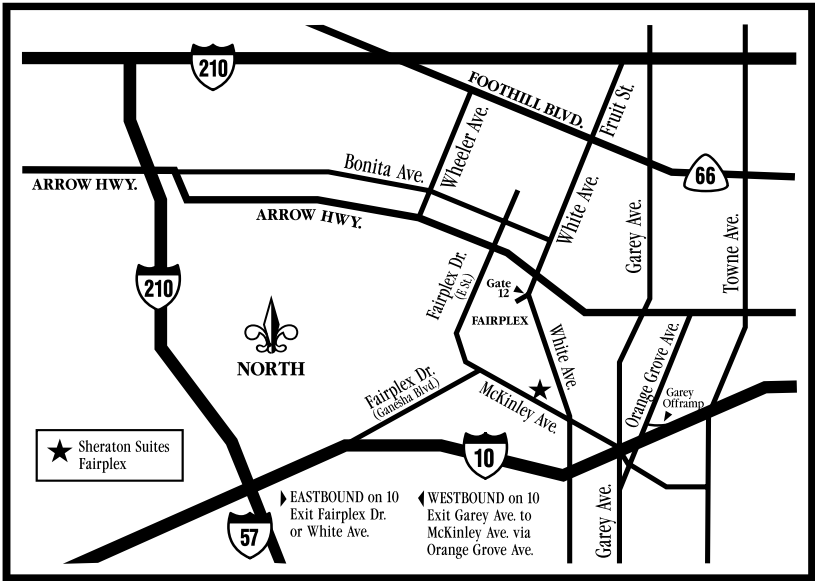 210
FOOTHILL BLVD.
Fruit St.
Wheeler Ave.
Bonita Ave.
66
ARROW HWY.
ARROW HWY.
White Ave.
Garey Ave.
Towne Ave.
210
Fairplex Dr.
(E St.)
Gate
12
FAIRPLEX
NORTH
White Ave.
Orange Grove Ave.
Fairplex Dr.
(Ganesha Blvd.)
McKinley Ave.
Garey
Offramp
Sheraton Suites
Fairplex
10
57
EASTBOUND on 10
Exit Fairplex Dr.
or White Ave.
WESTBOUND on 10
Exit Garey Ave. to
McKinley Ave. via
Orange Grove Ave.
Garey Ave.